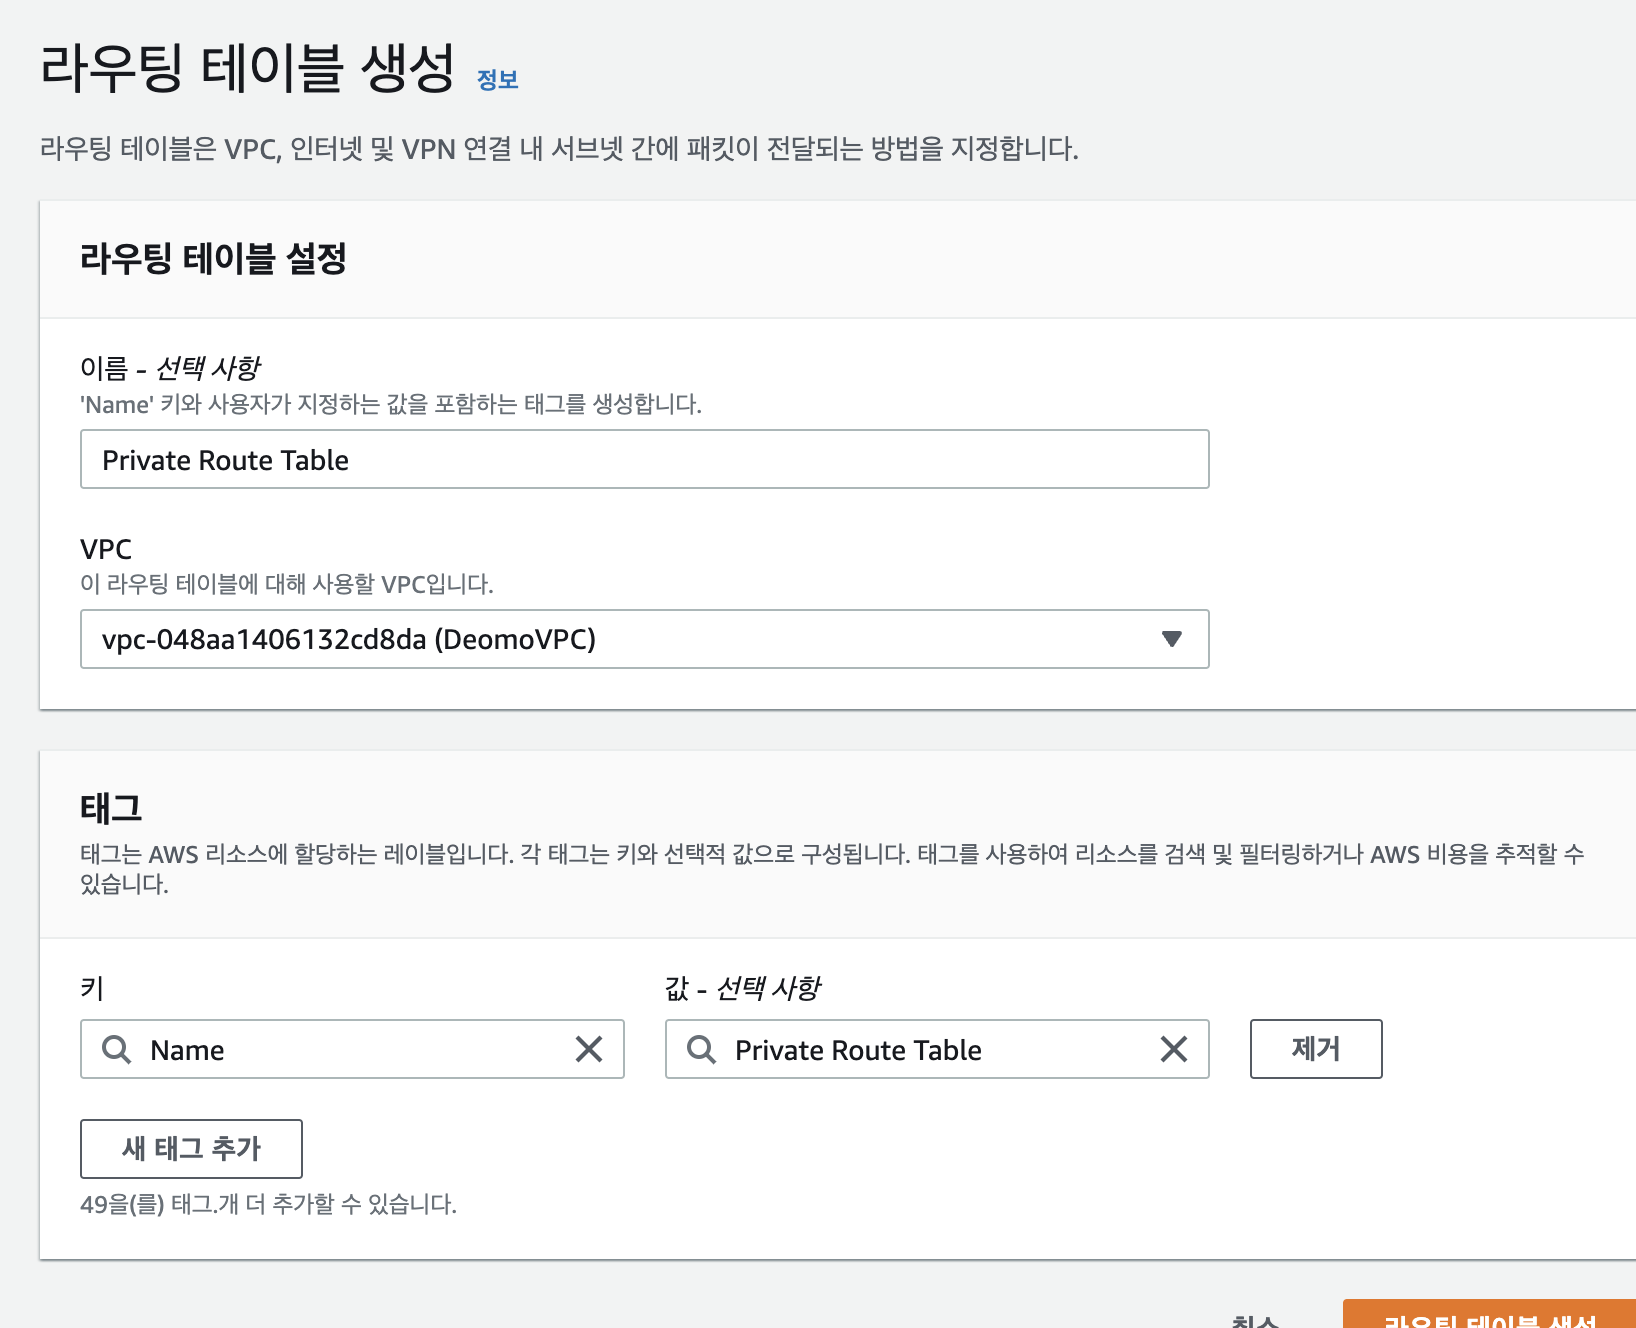 라우팅 테이블 생성 정보
라우팅 테이블은 VPC, 인터넷 및 VPN 연결 내 서브넷 간에 패킷이 전달되는 방법을 지정합니다.
라우팅 테이블 설정
이름 - 선택 사항
'Name' 키와 사용자가 지정하는 값을 포함하는 태그를 생성합니다.
Private Route Table
VPC
이 라우팅 테이블에 대해 사용할 VPC입니다.
vpc-048aa1406132cd8da (DeomoVPC)
태그
태그는 AWS 리소스에 할당하는 레이블입니다. 각 태그는 키와 선택적 값으로 구성됩니다. 태그를 사용하여 리소스를 검색 및 필터링하거나 AWS 비용을 추적할 수
있습니다.
키 값 - 선택 사항
Name Private Route Table 제거
새 태그 추가
49을(를) 태그.개 더 추가할 수 있습니다.
취소 라우팅 테이블 생성